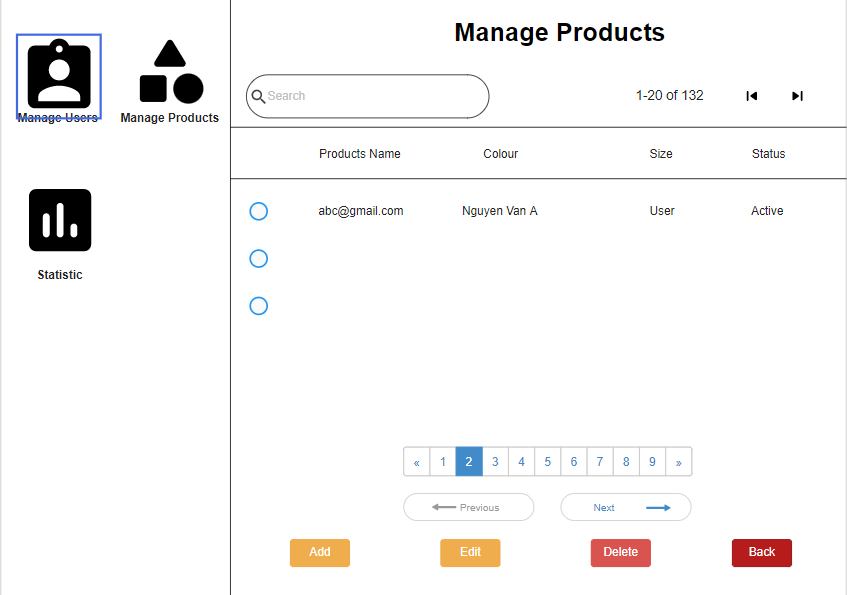 Manage Products
Manage Users
Manage Products
Statistic
Search
1-20 of 132
Products Name Colour Size Status
abc@gmail.com Nguyen Van A User Active
« 1 2 3 4 5 6 7 8 9 »
Previous Next
Add Edit Delete Back